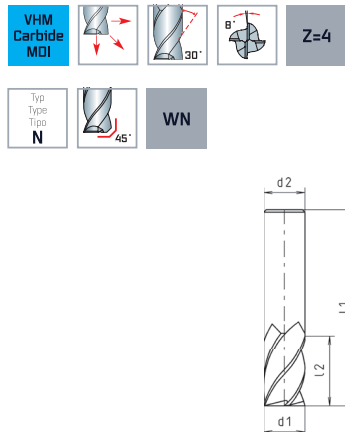 VHM
Carbide
MDI
30°
8°
Z=4
Typ
Type
Tipo
N
45°
WN
d2
l1
l2
d1